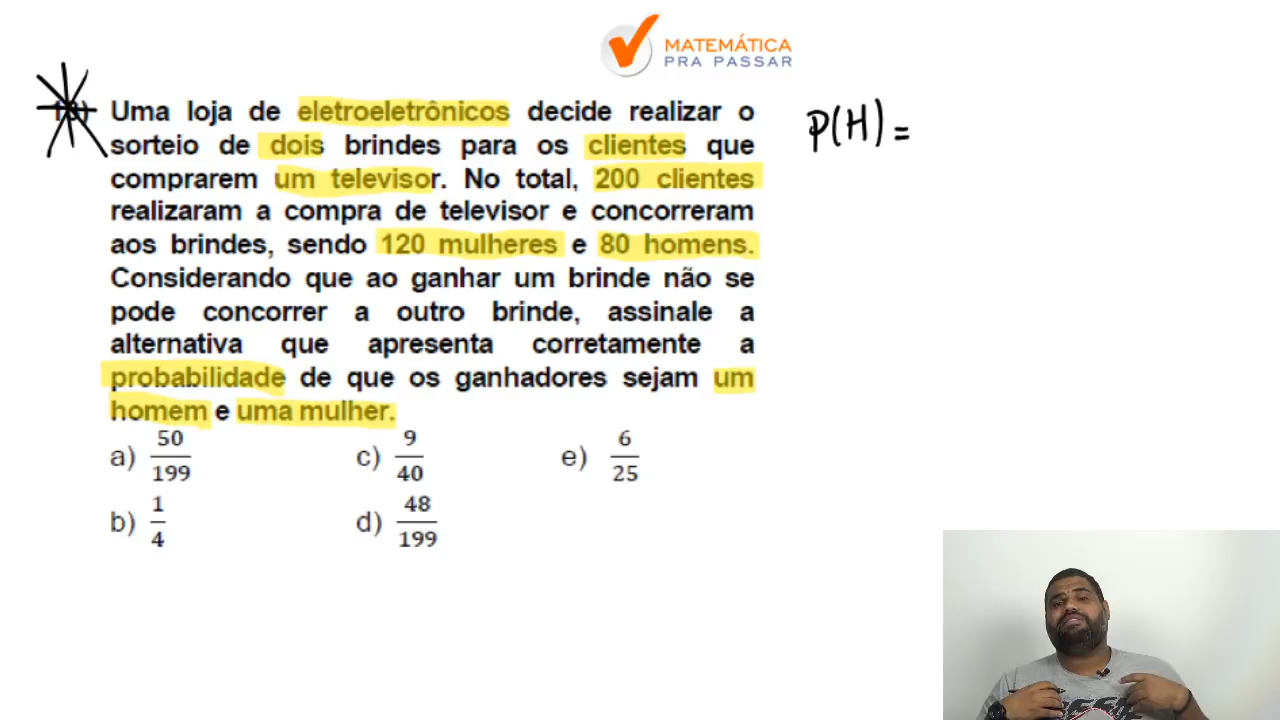 MATEMÁTICA
PRA PASSAR
Uma loja de eletroeletrônicos decide realizar o
sorteio de dois brindes para os clientes que
comprarem um televisor. No total, 200 clientes
realizaram a compra de televisor e concorreram
aos brindes, sendo 120 mulheres e 80 homens.
Considerando que ao ganhar um brinde não se
pode concorrer a outro brinde, assinale a
alternativa que apresenta corretamente a
probabilidade de que os ganhadores sejam um
homem e uma mulher.
a) 50/199 c) 9/40 e) 6/25
b) 1/4 d) 48/199
P(H) =